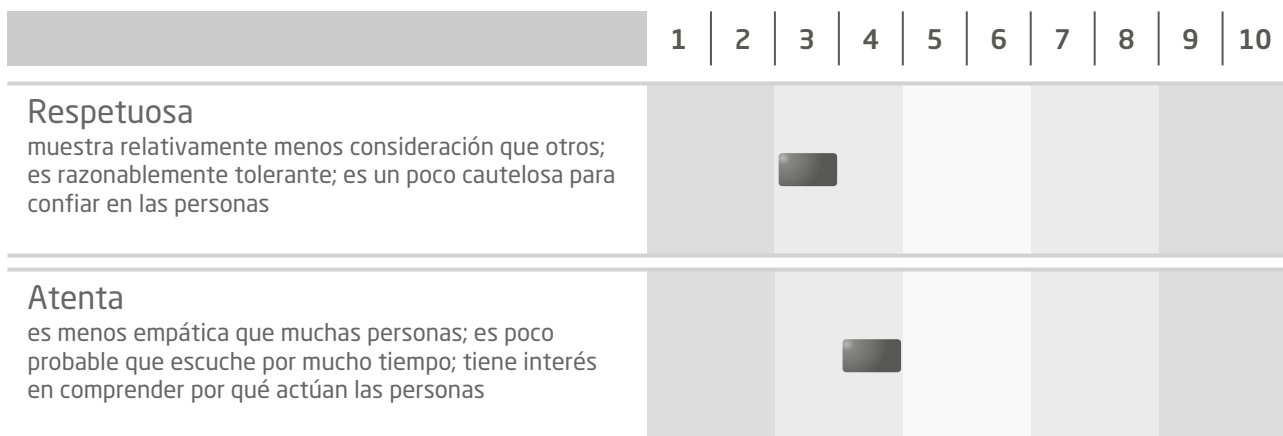 1 2 3 4 5 6 7 8 9 10
Respetuosa
muestra relativamente menos consideración que otros;
es razonablemente tolerante; es un poco cautelosa para
confiar en las personas
Atenta
es menos empática que muchas personas; es poco
probable que escuche por mucho tiempo; tiene interés
en comprender por qué actúan las personas